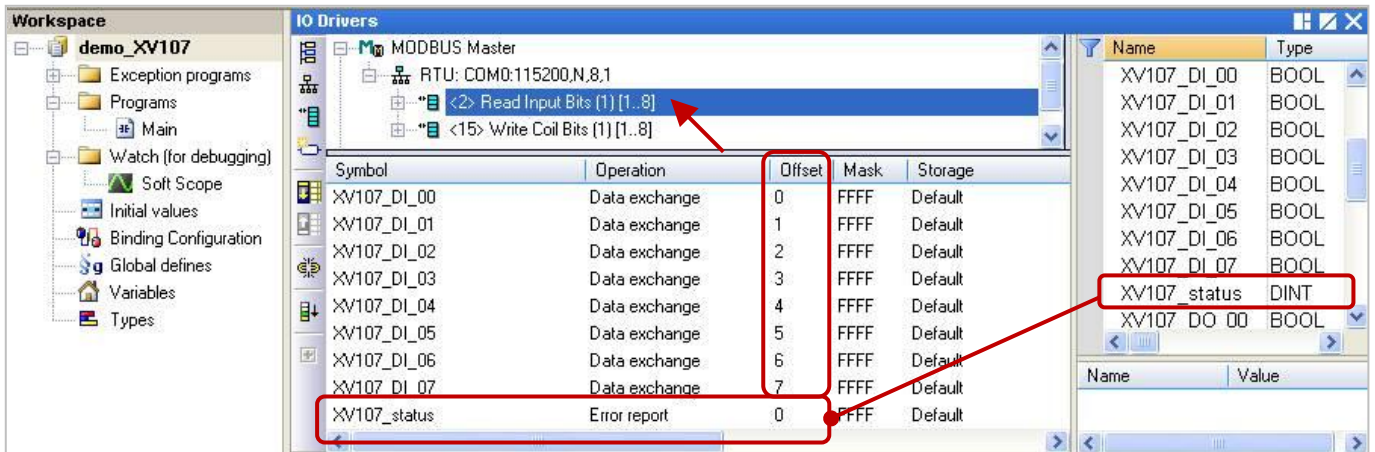 Workspace
demo_XV107
Exception programs
Programs
Main
Watch (for debugging)
Soft Scope
Initial values
Binding Configuration
Global defines
Variables
Types
IO Drivers
MODBUS Master
RTU: COM0:115200,N,8,1
<2> Read Input Bits (1) [1..8]
<15> Write Coil Bits (1) [1..8]
Symbol Operation Offset Mask Storage
XV107_DI_00 Data exchange 0 FFFF Default
XV107_DI_01 Data exchange 1 FFFF Default
XV107_DI_02 Data exchange 2 FFFF Default
XV107_DI_03 Data exchange 3 FFFF Default
XV107_DI_04 Data exchange 4 FFFF Default
XV107_DI_05 Data exchange 5 FFFF Default
XV107_DI_06 Data exchange 6 FFFF Default
XV107_DI_07 Data exchange 7 FFFF Default
XV107_status Error report 0 FFFF Default
Name Type
XV107_DI_00 BOOL
XV107_DI_01 BOOL
XV107_DI_02 BOOL
XV107_DI_03 BOOL
XV107_DI_04 BOOL
XV107_DI_05 BOOL
XV107_DI_06 BOOL
XV107_DI_07 BOOL
XV107_status DINT
XV107_DO_00 BOOL
Name Value